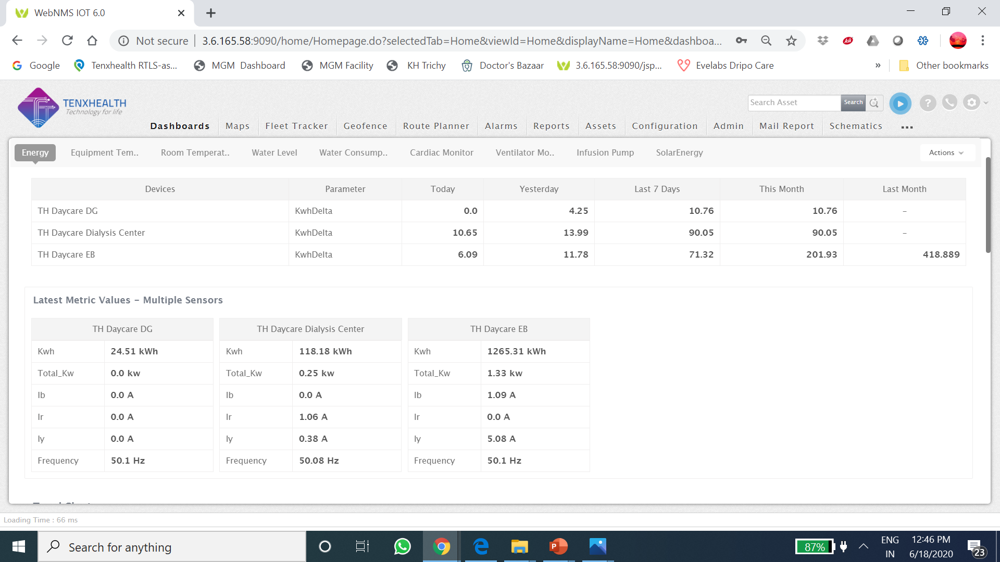 WebNMS IOT 6.0
Not secure 3.6.165.58:9090/home/Homepage.do?selectedTab=Home&viewId=Home&displayName=Home&dashboa...
Google Tenxhealth RTLS-as... MGM Dashboard MGM Facility KH Trichy Doctor's Bazaar 3.6.165.58:9090/jsp... Evelabs Dripo Care » Other bookmarks
TENXHEALTH
Technology for life
Search Asset Search
Dashboards Maps Fleet Tracker Geofence Route Planner Alarms Reports Assets Configuration Admin Mail Report Schematics ...
Energy Equipment Tem.. Room Temperat.. Water Level Water Consump.. Cardiac Monitor Ventilator Mo.. Infusion Pump SolarEnergy Actions
Devices Parameter Today Yesterday Last 7 Days This Month Last Month
TH Daycare DG KwhDelta 0.0 4.25 10.76 10.76 -
TH Daycare Dialysis Center KwhDelta 10.65 13.99 90.05 90.05 -
TH Daycare EB KwhDelta 6.09 11.78 71.32 201.93 418.889
Latest Metric Values - Multiple Sensors
TH Daycare DG TH Daycare Dialysis Center TH Daycare EB
Kwh 24.51 kWh Kwh 118.18 kWh Kwh 1265.31 kWh
Total_Kw 0.0 kw Total_Kw 0.25 kw Total_Kw 1.33 kw
Ib 0.0 A Ib 0.0 A Ib 1.09 A
Ir 0.0 A Ir 1.06 A Ir 0.0 A
Iy 0.0 A Iy 0.38 A Iy 5.08 A
Frequency 50.1 Hz Frequency 50.08 Hz Frequency 50.1 Hz
Loading Time : 66 ms
Search for anything
87% ENG 12:46 PM
IN 6/18/2020 23